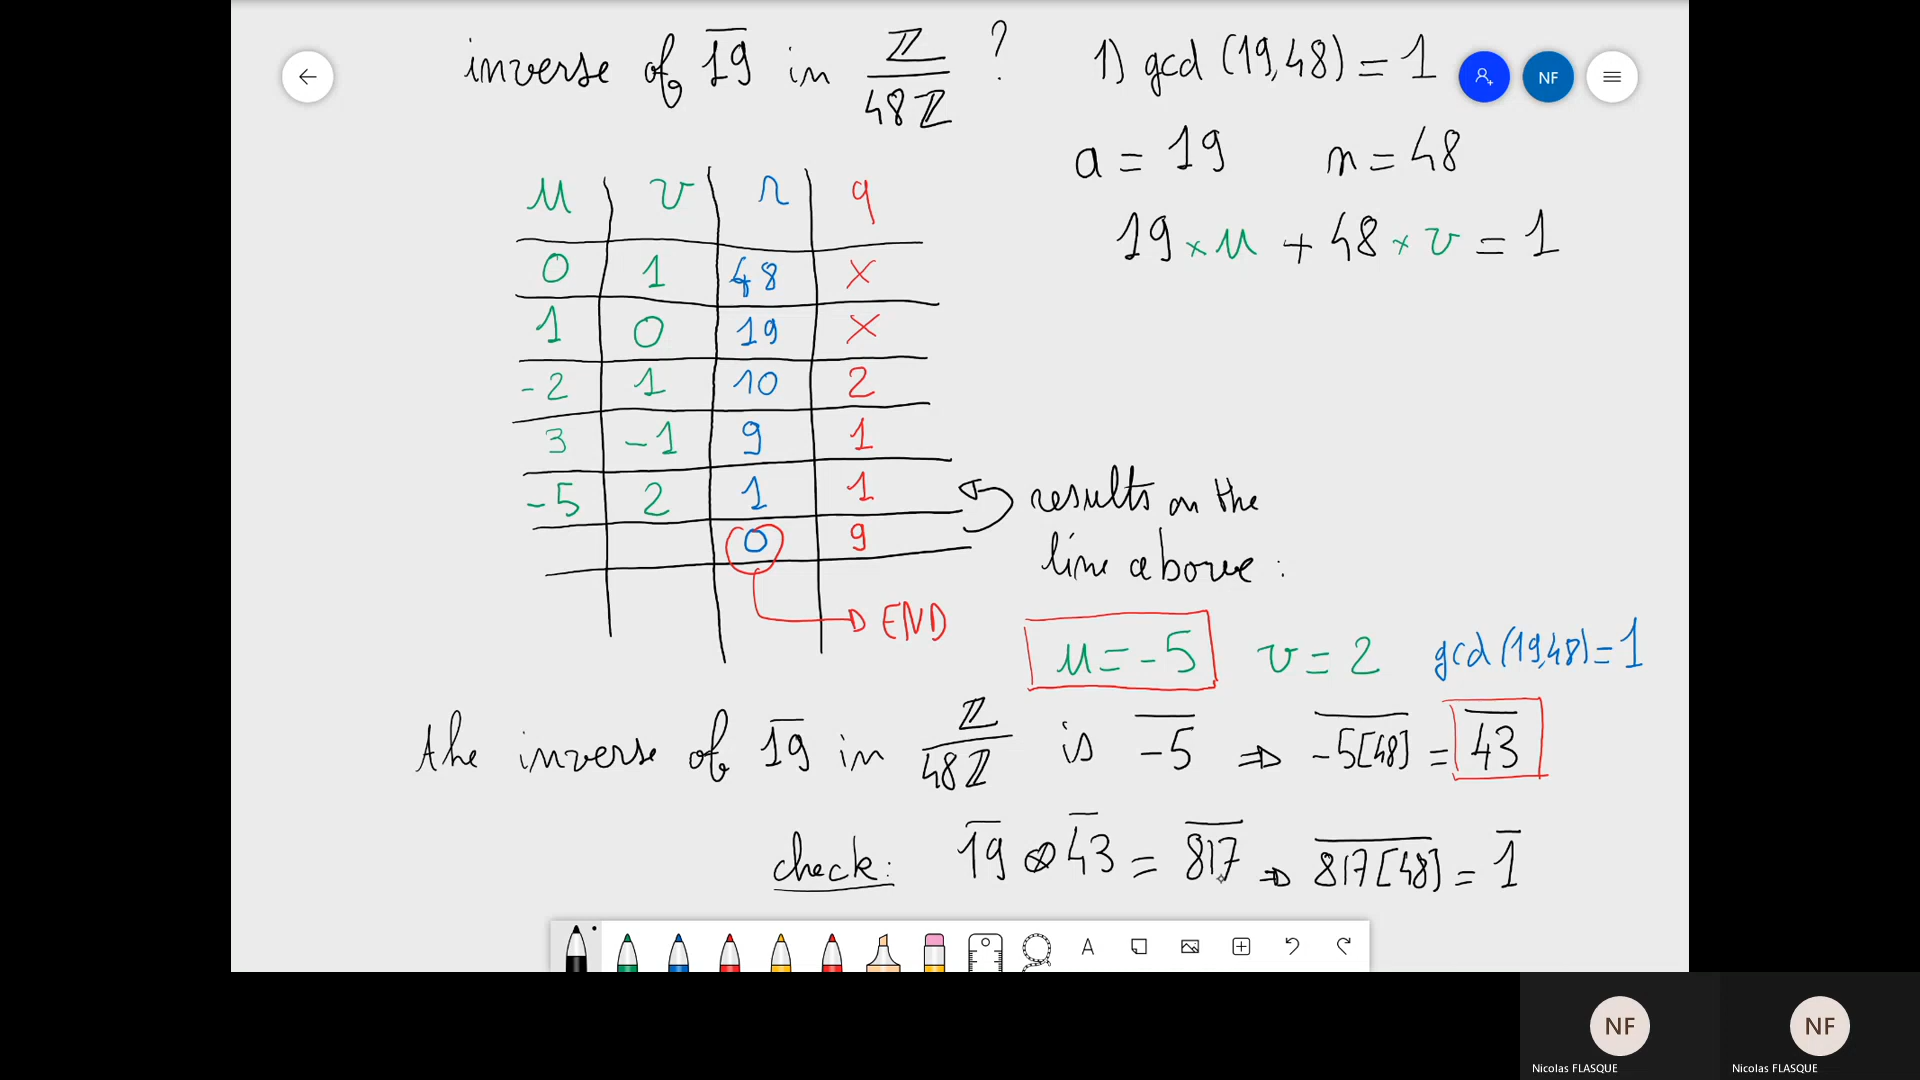 inverse of 19̅ in ℤ/48ℤ ?
1) gcd (19,48) = 1
NF
a = 19 n = 48
19 × u + 48 × v = 1
u v r q
0 1 48 ×
1 0 19 ×
-2 1 10 2
3 -1 9 1
-5 2 1 1
0 9
END
results on the
line above :
u = -5 v = 2 gcd (19,48) = 1
the inverse of 19̅ in ℤ/48ℤ is -5̅ ⇒ -5[48]̅ = 43̅
check: 19̅ ⊗ 43̅ = 817̅ ⇒ 817[48]̅ = 1̅
A
NF NF
Nicolas FLASQUE Nicolas FLASQUE